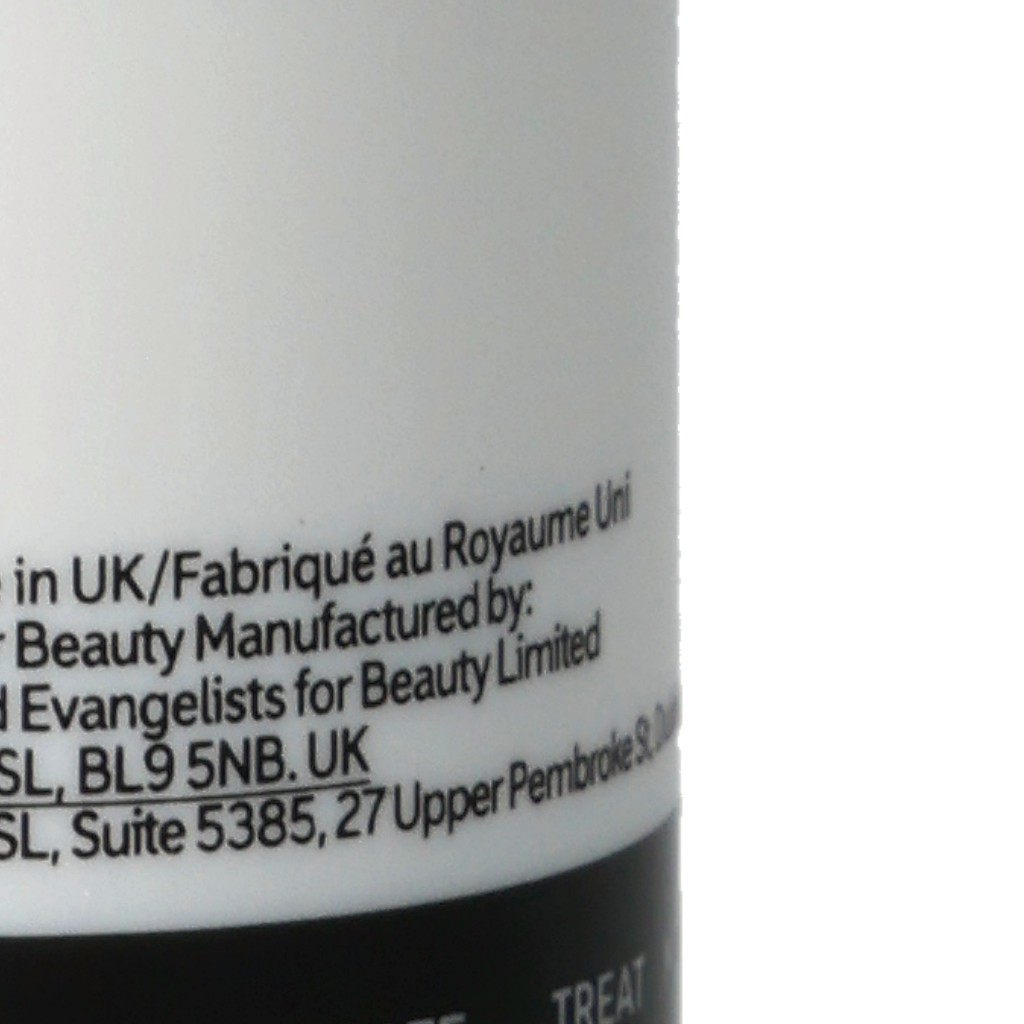 in UK/Fabriqué au Royaume Uni
Beauty Manufactured by:
Evangelists for Beauty Limited
SL, BL9 5NB. UK
SL, Suite 5385, 27 Upper Pembroke St,
TREAT